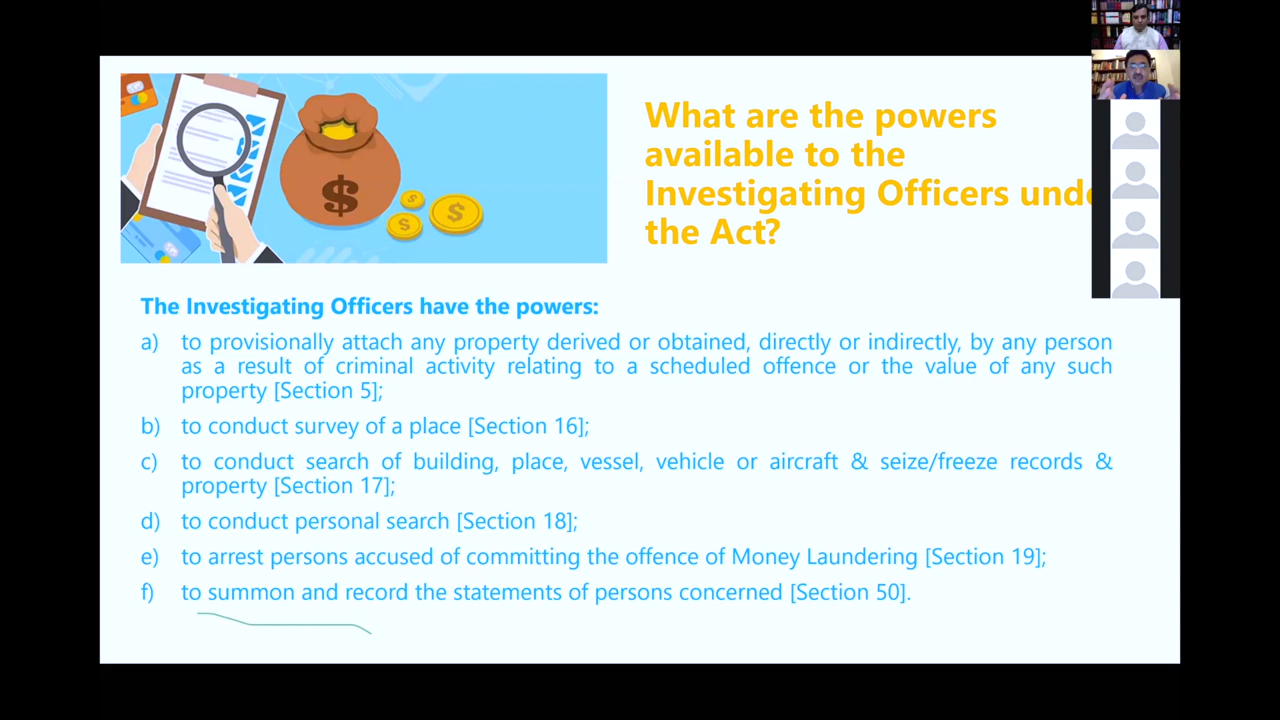 What are the powers
available to the
Investigating Officers unde
the Act?
The Investigating Officers have the powers:
a) to provisionally attach any property derived or obtained, directly or indirectly, by any person
as a result of criminal activity relating to a scheduled offence or the value of any such
property [Section 5];
b) to conduct survey of a place [Section 16];
c) to conduct search of building, place, vessel, vehicle or aircraft & seize/freeze records &
property [Section 17];
d) to conduct personal search [Section 18];
e) to arrest persons accused of committing the offence of Money Laundering [Section 19];
f) to summon and record the statements of persons concerned [Section 50].